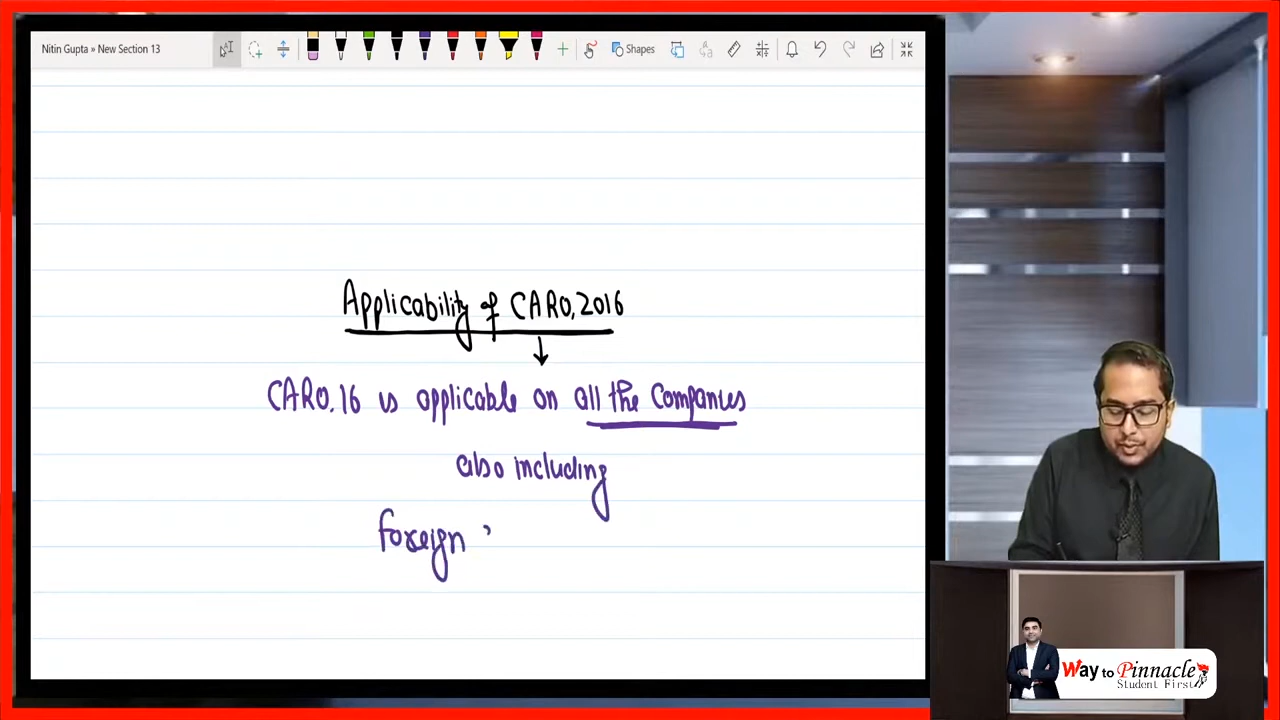 Nitin Gupta » New Section 13
Shapes
Applicability of CARO,2016
CARO.16 is applicable on all the Companies
also including
foreign
Way to Pinnacle
Student First